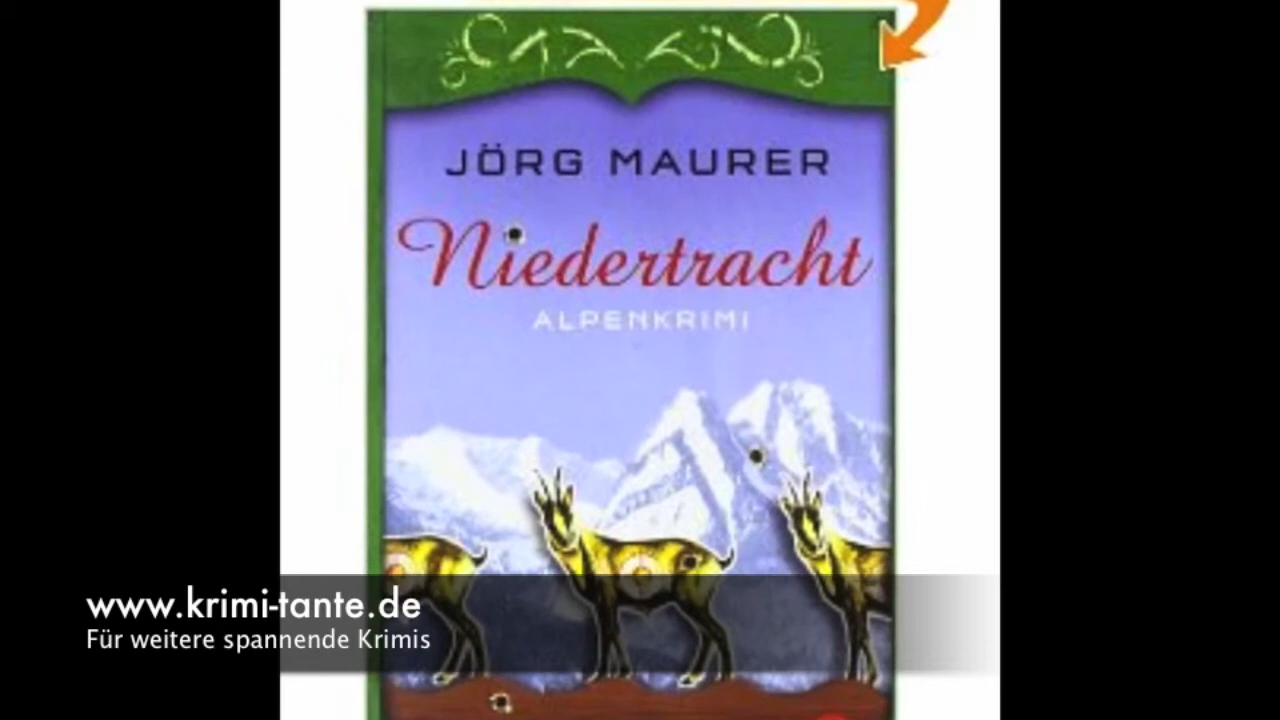 JÖRG MAURER
Niedertracht
ALPENKRIMI
www.krimi-tante.de
Für weitere spannende Krimis